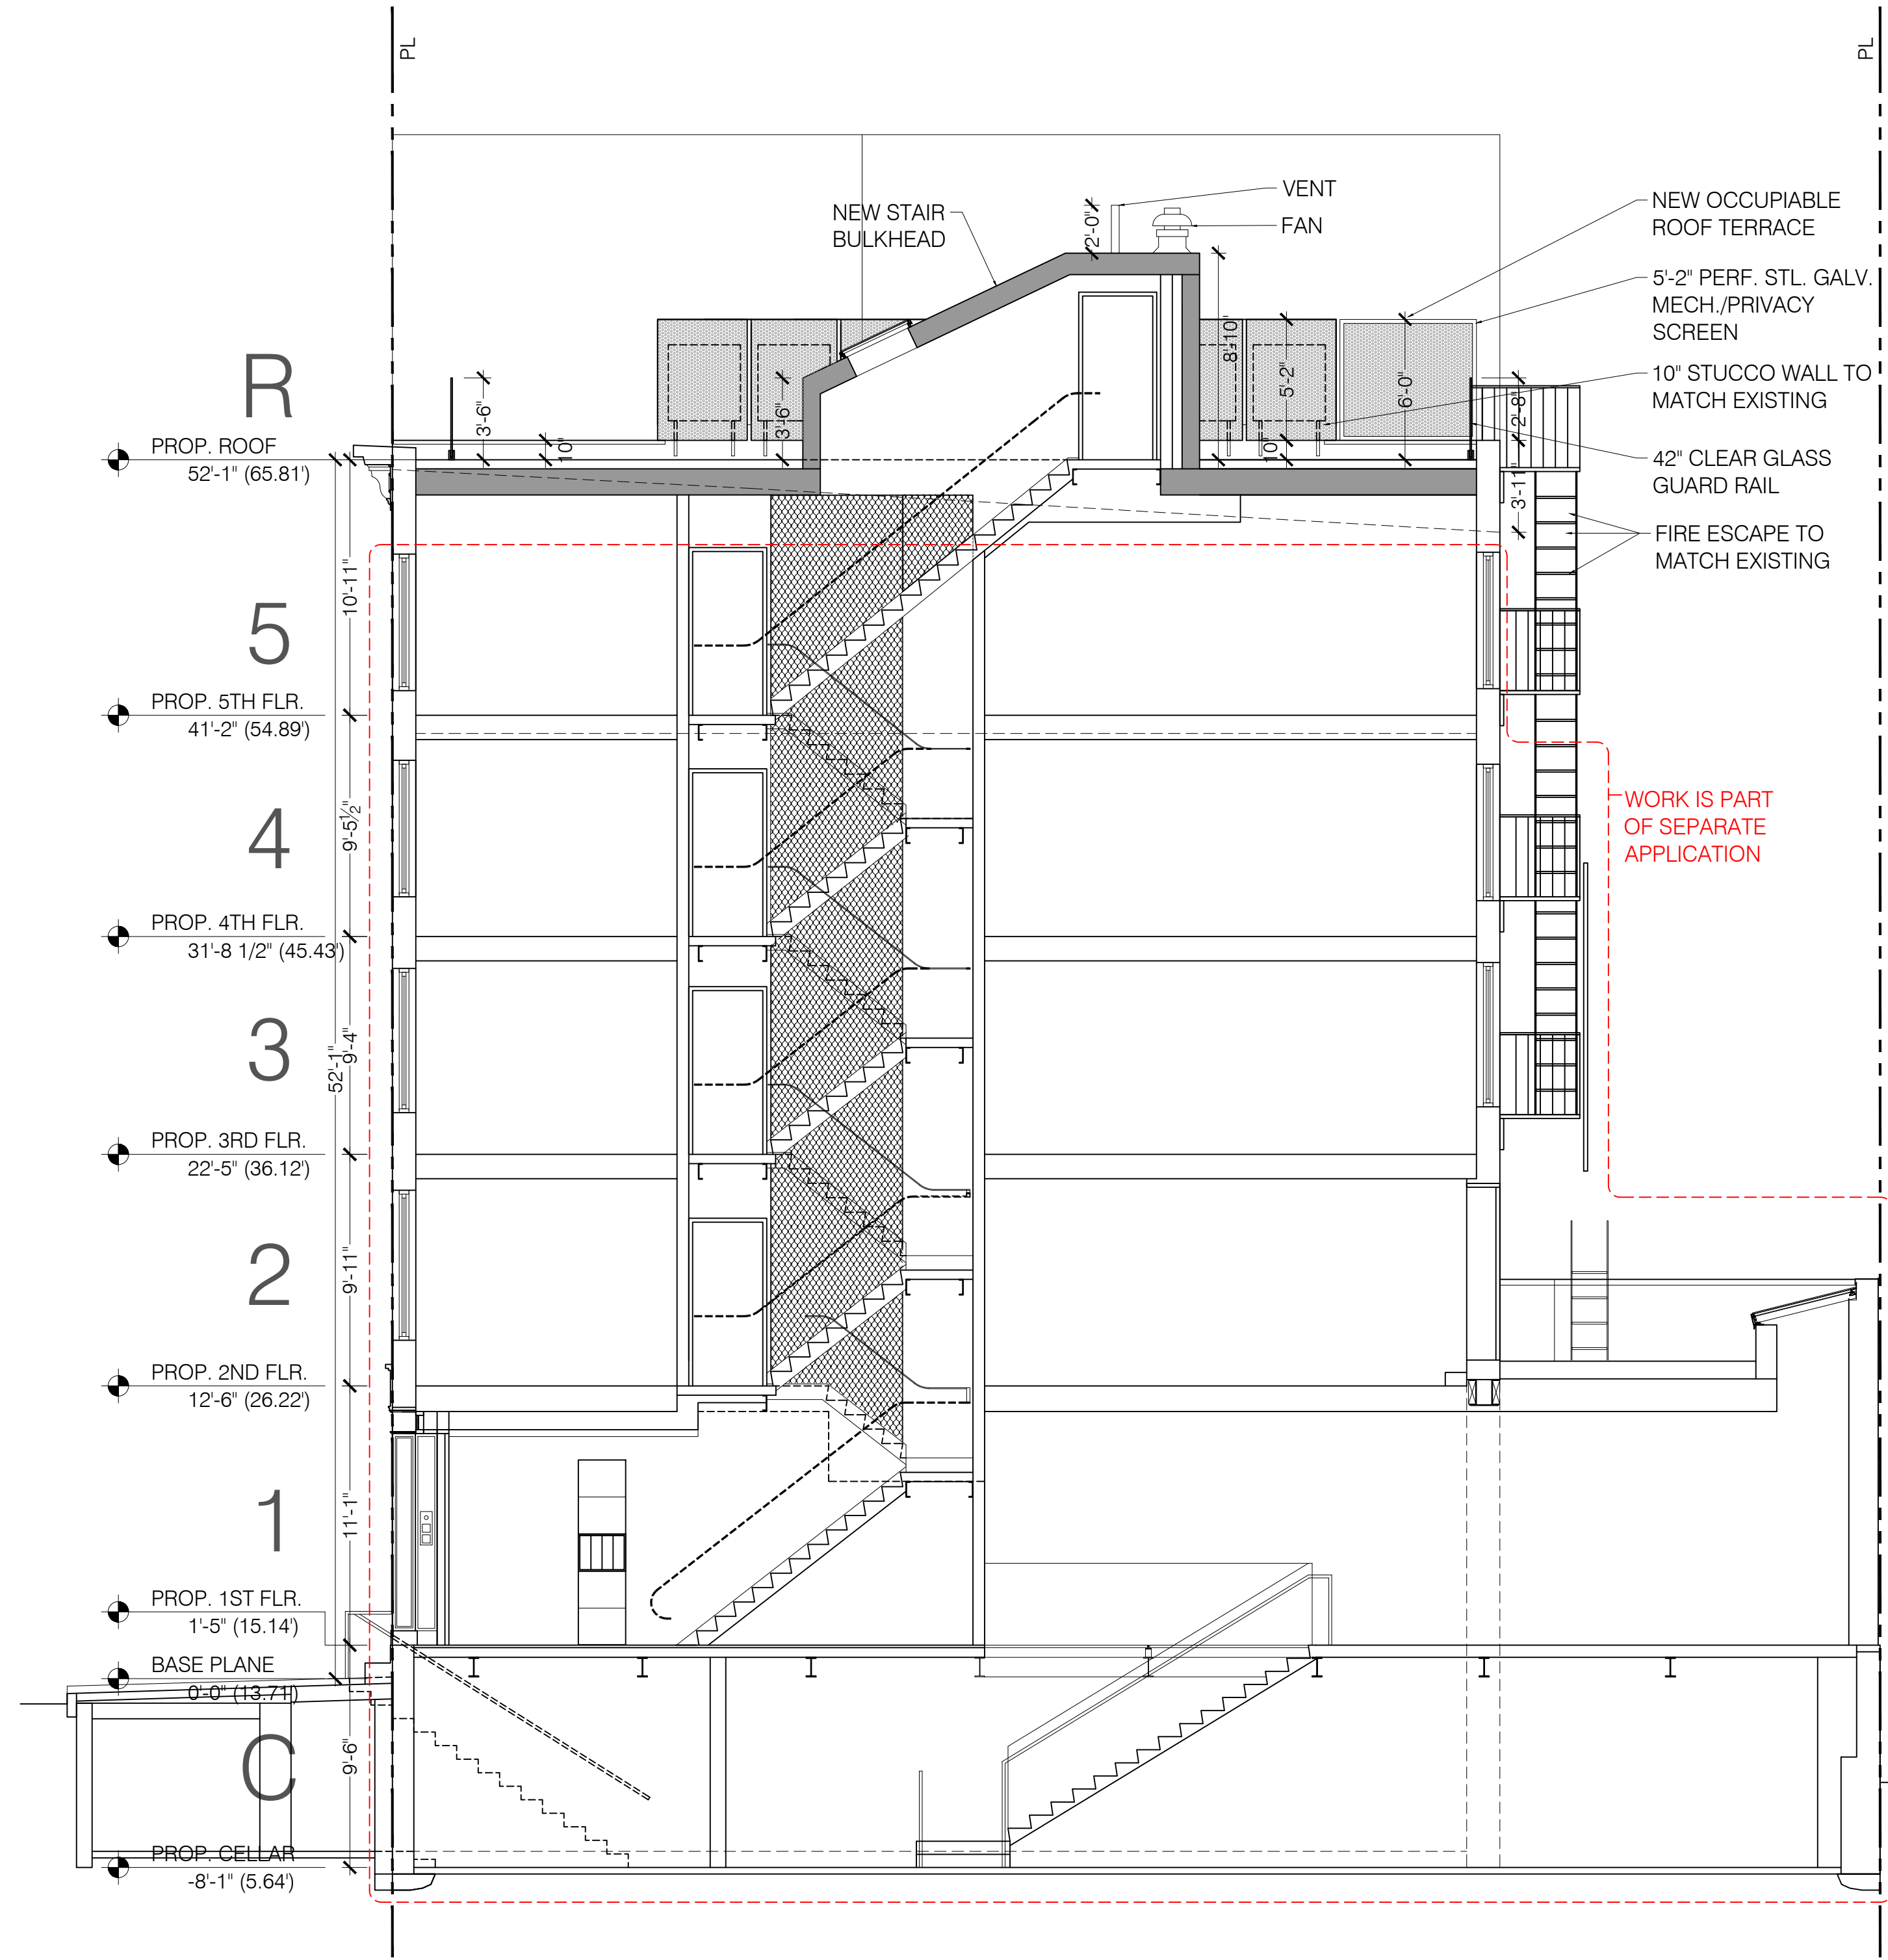 PL
PL
VENT
FAN
NEW STAIR
BULKHEAD
2'-0"
NEW OCCUPIABLE
ROOF TERRACE
5'-2" PERF. STL. GALV.
MECH./PRIVACY
SCREEN
10" STUCCO WALL TO
MATCH EXISTING
42" CLEAR GLASS
GUARD RAIL
FIRE ESCAPE TO
MATCH EXISTING
3'-6"
10"
3'-6"
8'-10"
10"
5'-2"
6'-0"
2'-8"
3'-11"
R
PROP. ROOF
52'-1" (65.81')
10'-11"
5
PROP. 5TH FLR.
41'-2" (54.89')
9'-5½"
4
WORK IS PART
OF SEPARATE
APPLICATION
PROP. 4TH FLR.
31'-8 1/2" (45.43')
9'-4"
52'-1"
3
PROP. 3RD FLR.
22'-5" (36.12')
9'-11"
2
PROP. 2ND FLR.
12'-6" (26.22')
11'-1"
1
PROP. 1ST FLR.
1'-5" (15.14')
BASE PLANE
0'-0" (13.71')
9'-6"
C
PROP. CELLAR
-8'-1" (5.64')